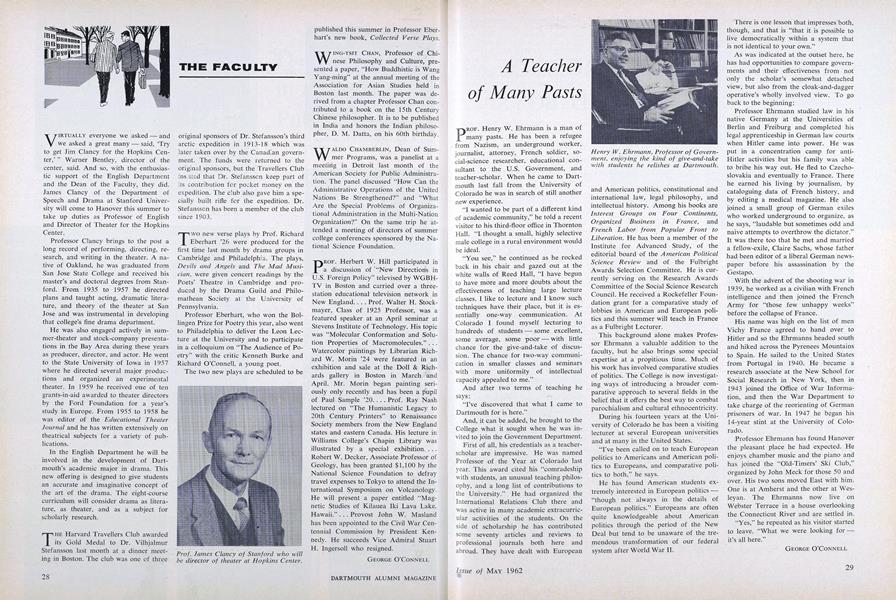 THE FACULTY
VIRTUALLY everyone we asked — and
we asked a great many — said, "Try
to get Jim Clancy for the Hopkins Cen-
ter,'" Warner Bentley, director of the
center, said. And so, with the enthusias-
tic support of the English Department
and the Dean of the Faculty, they did.
James Clancy of the Department of
Speech and Drama at Stanford Univer-
sity will come to Hanover this summer to
take up duties as Professor of English
and Director of Theater for the Hopkins
Center.
Professor Clancy brings to the post a
long record of performing, directing, re-
search, and writing in the theater. A na-
tive of Oakland, he was graduated from
San Jose State College and received his
master's and doctoral degrees from Stan-
ford. From 1935 to 1957 he directed
plans and taught acting, dramatic litera-
ture, and theory of the theater at San
Jose and was instrumental in developing
that college's fine drama department.
He was also engaged actively in sum-
mer-theater and stock-company presenta-
tions in the Bay Area during these years
as producer, director, and actor. He went
to the State University of Iowa in 1957
where he directed several major produc-
tions and organized an experimental
theater. In 1959 he received one of ten
grants-in-aid awarded to theater directors
by the Ford Foundation for a year's
study in Europe. From 1955 to 1958 he
was editor of the Educational Theater
Journal and he has written extensively on
theatrical subjects for a variety of pub-
lications.
In the English Department he will be
involved in the development of Dart-
mouth's academic major in drama. This
new offering is designed to give students
an accurate and imaginative concept of
the art of the drama. The eight-course
curriculum will consider drama as litera-
ture, as theater, and as a subject for
scholarly research.
THE Harvard Travellers Club awarded
its Gold Medal to Dr. Vilhjalmur
Stefansson last month at a dinner meet-
ing in Boston. The club was one of three
original sponsors of Dr. Stefansson's third
arctic expedition in 1913-18 which was
later taken over by the Canadian govern-
ment. The funds were returned to the
original sponsors, but the Travellers Club
insisted that Dr. Stefansson keep part of
its contribution for pocket money on the
expedition. The club also gave him a spe-
cially built rifle for the expedition. Dr.
Stefansson has been a member of the club
since 1903.
TWO new verse plays by Prof. Richard
Eberhart '26 were produced for the
first time last month by drama groups in
Cambridge and Philadelphia. The plays,
Devils and Angels and The Mad Musi-
cian, were given concert readings by the
Poets' Theatre in Cambridge and pro-
duced by the Drama Guild and Philo-
mathean Society at the University of
Pennsylvania.
Professor Eberhart, who won the Bol-
lingen Prize for Poetry this year, also went
to Philadelphia to deliver the Leon Lec-
ture at the University and to participate
in a colloquium on "The Audience of Po-
etry" with the critic Kenneth Burke and
Richard O'Connell, a young poet.
The two new plays are scheduled to be
Prof. James Clancy of Stanford who will
be director of theater at Hopkins Center.
published this summer in Professor Eber-
hart's new book, Collected Verse Plays.
WING-TSIT CHAN, Professor of Chi-
nese Philosophy and Culture, pre-
sented a paper, "How Buddhistic is Wang
Yang-ming" at the annual meeting of the
Association for Asian Studies held in
Boston last month. The paper was de-
rived from a chapter Professor Chan con-
tributed to a book on the 15th Century
Chinese philosopher. It is to be published
in India and honors the Indian philoso-
pher, D. M. Datta, on his 60th birthday.
WALDO CHAMBERLIN, Dean of Sum-
mer Programs, was a panelist at a
meeting in Detroit last month of the
American Society for Public Administra-
tion. The panel discussed "How Can the
Administrative Operations of the United
Nations Be Strengthened?" and "What
Are the Special Problems of Organiza-
tional Administration in the Multi-Nation
Organization?" On the same trip he at-
tended a meeting of directors of summer
college conferences sponsored by the Na-
tional Science Foundation.
PROF. Herbert W. Hill participated in
a discussion of "New Directions in
U.S. Foreign Policy" televised by WGBH-
TV in Boston and carried over a three-
station educational television network in
New England. . . . Prof. Walter H. Stock-
mayer, Class of 1925 Professor, was a
featured speaker at an April seminar at
Stevens Institute of Technology. His topic
was "Molecular Conformation and Solu-
tion Properties of Macromolecules." . . .
Watercolor paintings by Librarian Rich-
ard W. Morin '24 were featured in an
exhibition and sale at the Doll & Rich-
ards gallery in Boston in March and
April. Mr. Morin began painting seri-
ously only recently and has been a pupil
of Paul Sample '20. . . . Prof. Ray Nash
lectured on "The Humanistic Legacy to
20th Century Printers" to Renaissance
Society members from the New England
states and eastern Canada. His lecture in
Williams College's Chapin Library was
illustrated by a special exhibition. . . .
Robert W. Decker, Associate Professor of
Geology, has been granted $1,100 by the
National Science Foundation to defray
travel expenses to Tokyo to attend the In-
ternational Symposium on Volcanology.
He will present a paper entitled "Mag-
netic Studies of Kilauea Iki Lava Lake,
Hawaii." . . . Provost John W. Masland
has been appointed to the Civil War Cen-
tennial Commission by President Ken-
nedy. He succeeds Vice Admiral Stuart
H. Ingersoll who resigned.
GEORGE O'CONNELL
28
DARTMOUTH ALUMNI MAGAZINE
A Teacher
of Many Pasts
PROF. Henry W. Ehrmann is a man of
many pasts. He has been a refugee
from Nazism, an underground worker,
journalist, attorney, French soldier, so-
cial-science researcher, educational con-
sultant to the U.S. Government, and
teacher-scholar. When he came to Dart-
mouth last fall from the University of
Colorado he was in search of still another
new experience.
"I wanted to be part of a different kind
of academic community," he told a recent
visitor to his third-floor office in Thornton
Hall. "I thought a small, highly selective
male college in a rural environment would
be ideal.
"You see," he continued as he rocked
back in his chair and gazed out at the
white walls of Reed Hall, "I have begun
to have more and more doubts about the
effectiveness of teaching large lecture
classes. I like to lecture and I know such
techniques have their place, but it is es-
sentially one-way communication. At
Colorado I found myself lecturing to
hundreds of students — some excellent,
some average, some poor — with little
chance for the give-and-take of discus-
sion. The chance for two-way communi-
cation in smaller classes and seminars
with more uniformity of intellectual
capacity appealed to me."
And after two terms of teaching he
says:
"I've discovered that what I came to
Dartmouth for is here."
And, it can be added, he brought to the
College what it sought when he was in-
vited to join the Government Department.
First of all, his credentials as a teacher-
scholar are impressive. He was named
Professor of the Year at Colorado last
year. This award cited his "comradeship
with students, an unusual teaching philos-
ophy, and a long list of contributions to
the University." He had organized the
International Relations Club there and
was active in many academic extracurric-
ular activities of the students. On the
side of scholarship he has contributed
some seventy articles and reviews to
professional journals both here and
abroad. They have dealt with European
Henry W. Ehrmann, Professor of Govern-
ment, enjoying the kind of give-and-take
with students he relishes at Dartmouth.
and American politics, constitutional and
international law, legal philosophy, and
intellectual history. Among his books are
Interest Groups on Four Continents,
Organized Business in France, and
French Labor from Popular Front to
Liberation. He has been a member of the
Institute for Advanced Study, of the
editorial board of the American Political
Science Review and of the Fulbright
Awards Selection Committee. He is cur-
rently serving on the Research Awards
Committee of the Social Science Research
Council. He received a Rockefeller Foun-
dation grant for a comparative study of
lobbies in American and European poli-
tics and this summer will teach in France
as a Fulbright Lecturer.
This background alone makes Profes-
sor Ehrmann a valuable addition to the
faculty, but he also brings some special
expertise at a propitious time. Much of
his work has involved comparative studies
of politics. The College is now investigat-
ing ways of introducing a broader com-
parative approach to several fields in the
belief that it offers the best way to combat
parochialism and cultural ethnocentricity.
During his fourteen years at the Uni-
versity of Colorado he has been a visiting
lecturer at several European universities
and at many in the United States.
"I've been called on to teach European
politics to Americans and American poli-
tics to Europeans, and comparative poli-
tics to both," he says.
He has found American students ex-
tremely interested in European politics —
"though not always in the details of
European politics." Europeans are often
quite knowledgeable about American
politics through the period of the New
Deal but tend to be unaware of the tre-
mendous transformation of our federal
system after World War II.
There is one lesson that impresses both,
though, and that is "that it is possible to
live democratically within a system that
is not identical to your own."
As was indicated at the outset here, he
has had opportunities to compare govern-
ments and their effectiveness from not
only the scholar's somewhat detached
view, but also from the cloak-and-dagger
operative's wholly involved view. To go
back to the beginning:
Professor Ehrmann studied law in his
native Germany at the Universities of
Berlin and Freiburg and completed his
legal apprenticeship in German law courts
when Hitler came into power. He was
put in a concentration camp for anti-
Hitler activities but his family was able
to bribe his way out. He fled to Czecho-
slovakia and eventually to France. There
he earned his living by journalism, by
cataloguing data of French history, and
by editing a medical magazine. He also
joined a small group of German exiles
who worked underground to organize, as
he says, "laudable but sometimes odd and
naive attempts to overthrow the dictator."
It was there too that he met and married
a fellow-exile, Claire Sachs, whose father
had been editor of a liberal German news-
paper before his assassination by the
Gestapo.
With the advent of the shooting war in
1939, he worked as a civilian with French
intelligence and then joined the French
Army for "those few unhappy weeks"
before the collapse of France.
His name was high on the list of men
Vichy France agreed to hand over to
Hitler and so the Ehrmanns headed south
and hiked across the Pyrenees Mountains
to Spain. He sailed to the United States
from Portugal in 1940. He became a
research associate at the New School for
Social Research in New York, then in
1943 joined the Office of War Informa-
tion, and then the War Department to
take charge of the reorienting of German
prisoners of war. In 1947 he began his
14-year stint at the University of Colo-
rado.
Professor Ehrmann has found Hanover
the pleasant place he had expected. He
enjoys chamber music and the piano and
has joined the "Old-Timers' Ski Club,"
organized by John Meck for those 50 and
over. His two sons moved East with him.
One is at Amherst and the other at Wes-
leyan. The Ehrmanns now live on
Webster Terrace in a house overlooking
the Connecticut River and are settled in.
"Yes," he repeated as his visitor started
to leave. "What we were looking for —
it's all here."
GEORGE O'CONNELL
Issue of MAY 1962
29